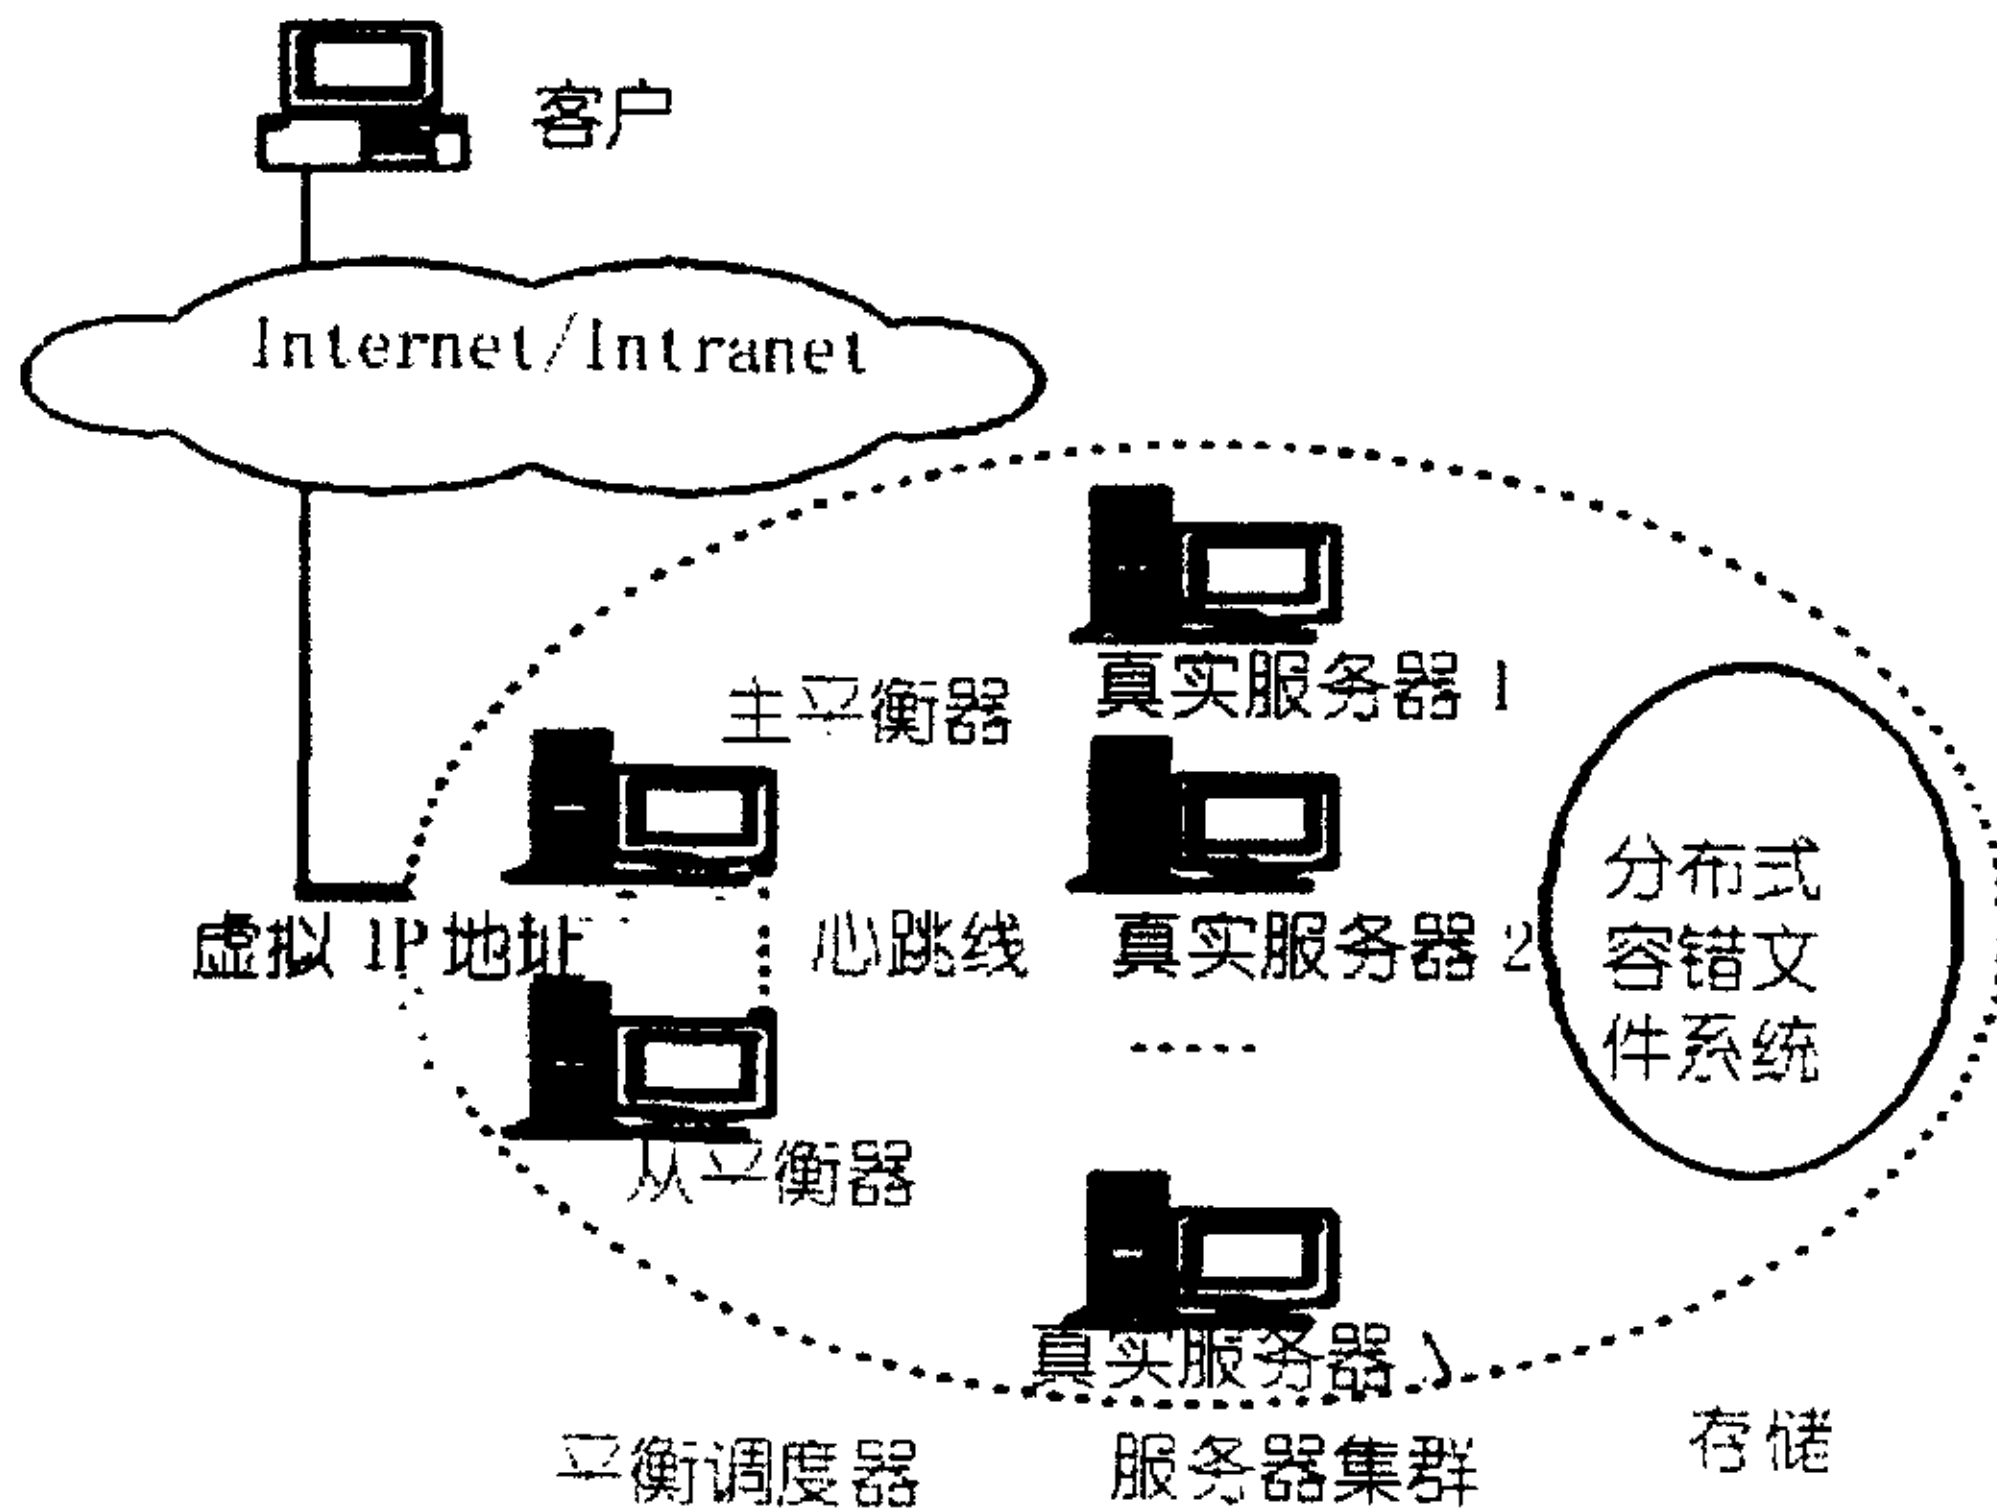 客户
Internet/Intranet
真实服务器 1
主平衡器
虚拟 IP 地址
心跳线
真实服务器 2
分布式
容错文
件系统
.....
从平衡器
真实服务器
平衡调度器
服务器集群
存储